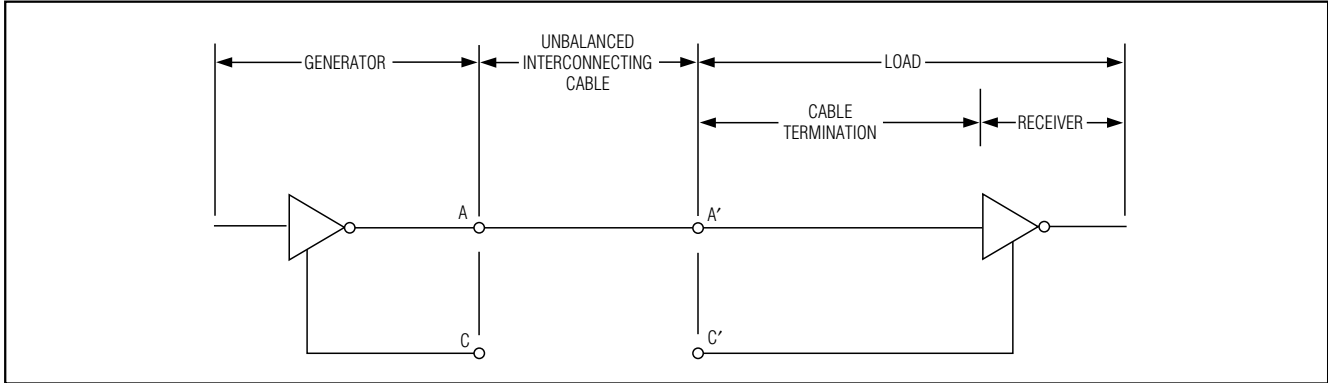 UNBALANCED
GENERATOR
INTERCONNECTING
LOAD
CABLE
CABLE
TERMINATION
RECEIVER
A
A′
C
C′